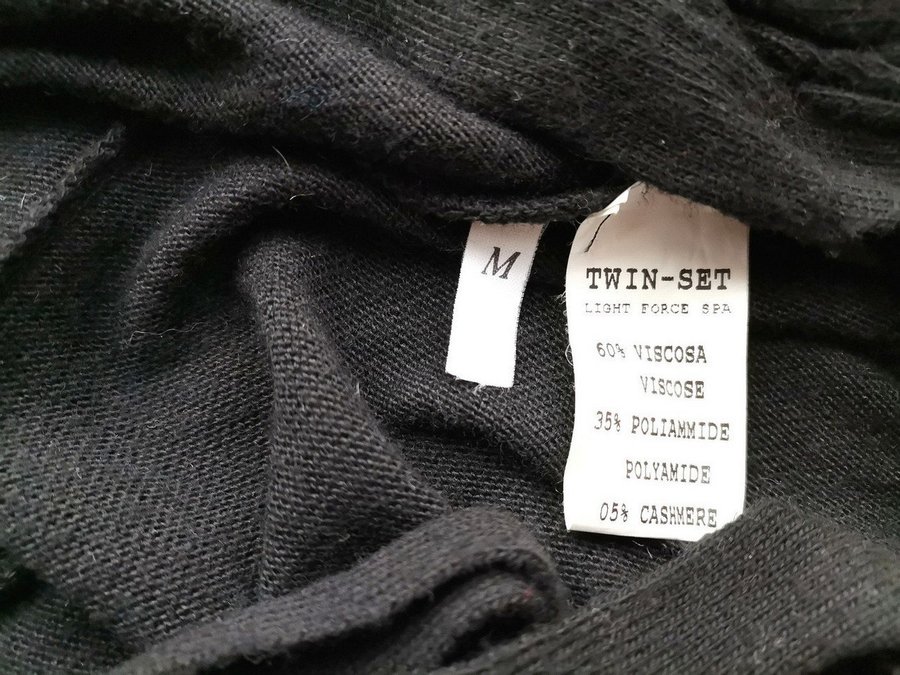 M
TWIN-SET
LIGHT FORCE SPA
60% VISCOSA
VISCOSE
35% POLIAMMIDE
POLYAMIDE
05% CASHMERE